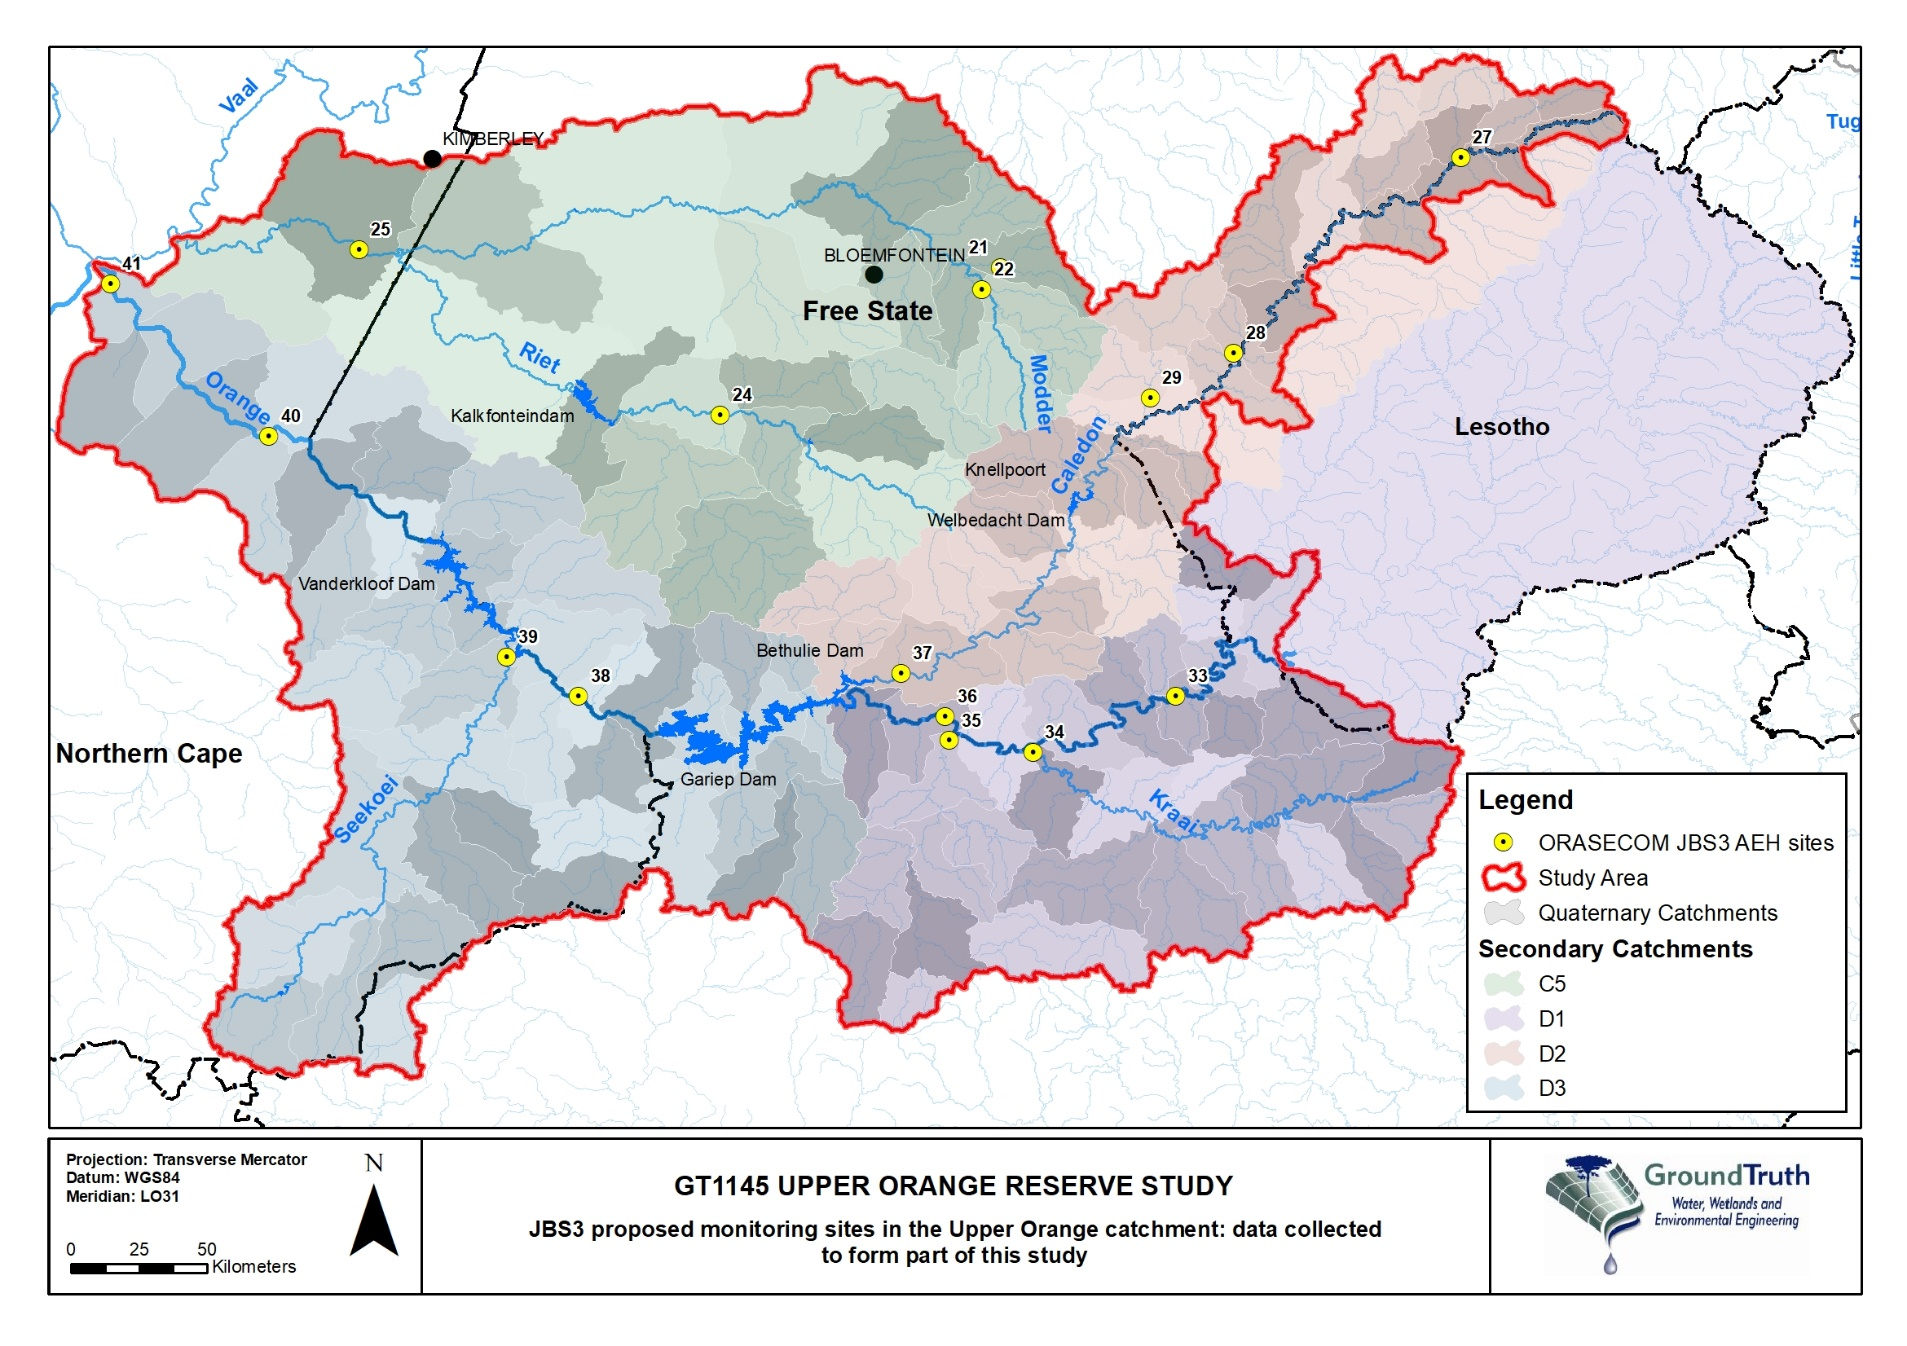 Vaal
KIMBERLEY
Tug
27
25
21
BLOEMFONTEIN
22
41
Free State
28
Riet
Orange
29
24
Modder
40
Kalkfonteindam
Lesotho
Caledon
Knellpoort
Welbedacht Dam
Vanderkloof Dam
39
Bethulie Dam
37
38
33
36
35
34
Northern Cape
Gariep Dam
Seekoei
Kraai
Legend
ORASECOM JBS3 AEH sites
Study Area
Quaternary Catchments
Secondary Catchments
C5
D1
D2
D3
Projection: Transverse Mercator
Datum: WGS84
Meridian: LO31
0 25 50
Kilometers
N
GT1145 UPPER ORANGE RESERVE STUDY
JBS3 proposed monitoring sites in the Upper Orange catchment: data collected
to form part of this study
GroundTruth
Water, Wetlands and
Environmental Engineering